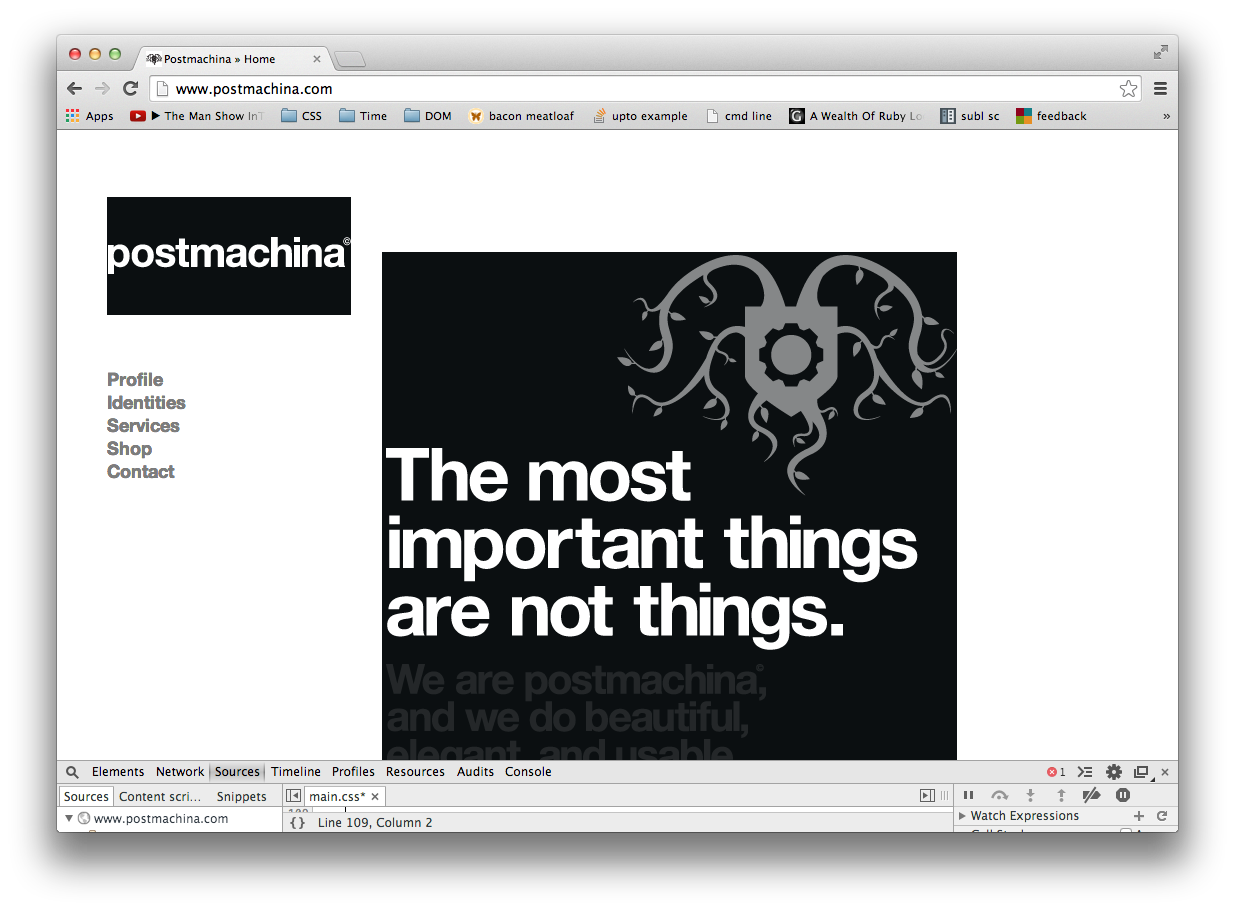 Postmachina » Home
www.postmachina.com
Apps
▶ The Man Show InT
CSS
Time
DOM
bacon meatloaf
upto example
cmd line
A Wealth Of Ruby Lo
subl sc
feedback
»
postmachina©
Profile
Identities
Services
Shop
Contact
The most
important things
are not things.
We are postmachina,
and we do beautiful,
elegant, and usable
Elements Network Sources Timeline Profiles Resources Audits Console
1
Sources Content scri... Snippets
main.css*
www.postmachina.com
{ } Line 109, Column 2
Watch Expressions